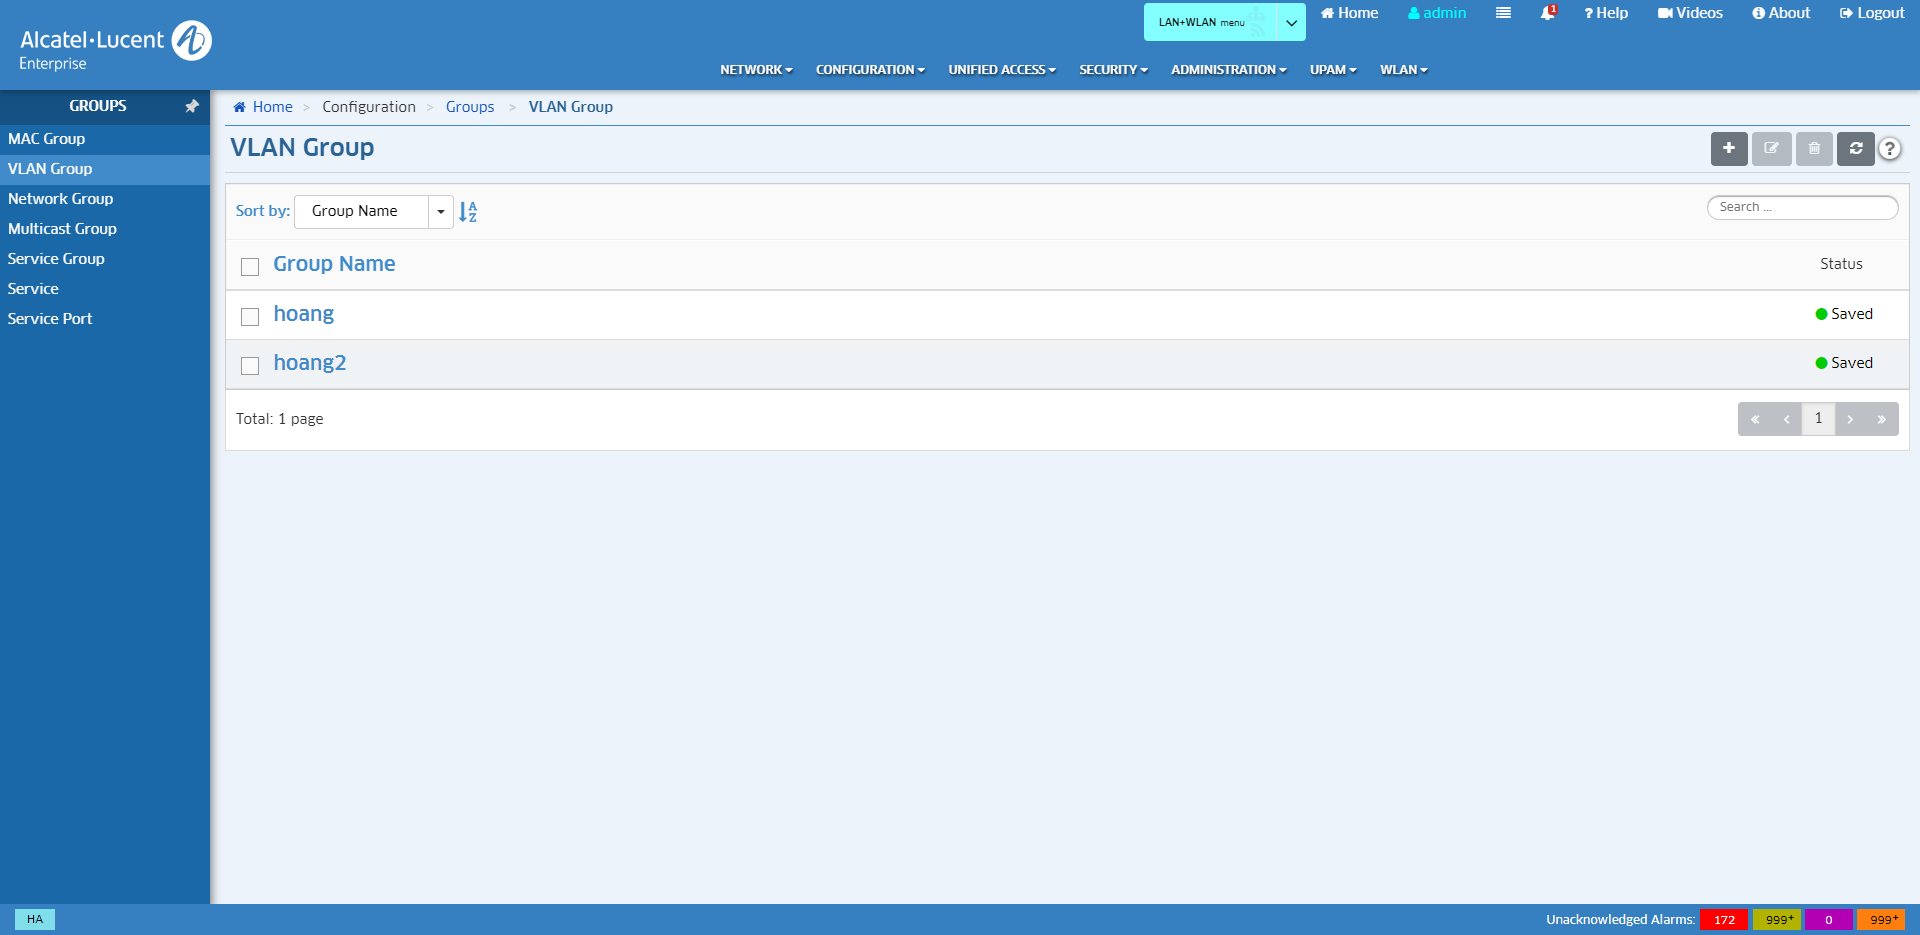 Alcatel·Lucent
Enterprise
LAN+WLAN menu
Home
admin
1
? Help
Videos
About
Logout
NETWORK
CONFIGURATION
UNIFIED ACCESS
SECURITY
ADMINISTRATION
UPAM
WLAN
GROUPS
MAC Group
VLAN Group
Network Group
Multicast Group
Service Group
Service
Service Port
Home > Configuration > Groups > VLAN Group
VLAN Group
?
Sort by: Group Name
A
Z
Search ...
Group Name Status
hoang Saved
hoang2 Saved
Total: 1 page
« ‹ 1 › »
HA
Unacknowledged Alarms: 172 999+ 0 999+